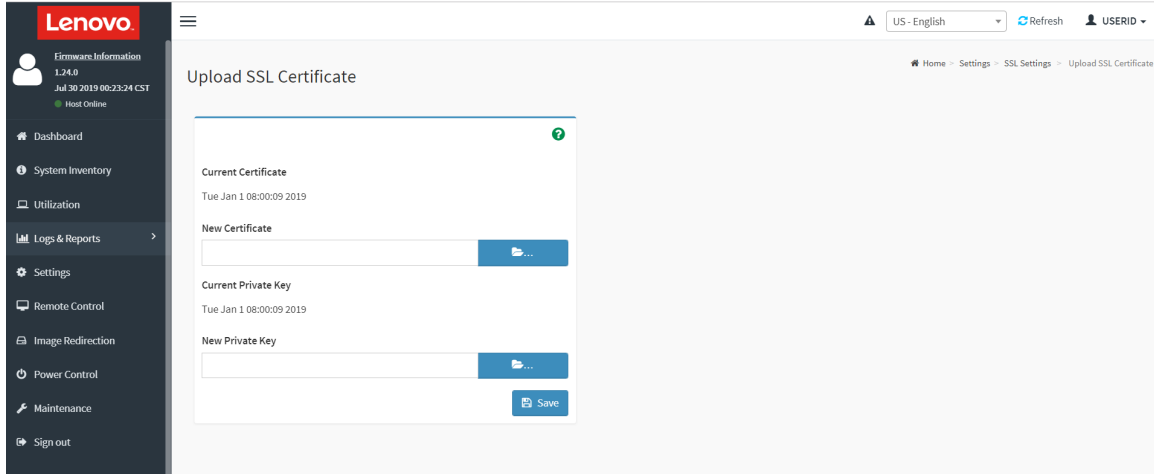 Lenovo.
US - English
Refresh
USERID
Firmware Information
1.24.0
Jul 30 2019 00:23:24 CST
Host Online
Home > Settings > SSL Settings > Upload SSL Certificate
Upload SSL Certificate
Dashboard
System Inventory
Utilization
Logs & Reports
Settings
Remote Control
Image Redirection
Power Control
Maintenance
Sign out
Current Certificate
Tue Jan 1 08:00:09 2019
New Certificate
...
Current Private Key
Tue Jan 1 08:00:09 2019
New Private Key
...
Save